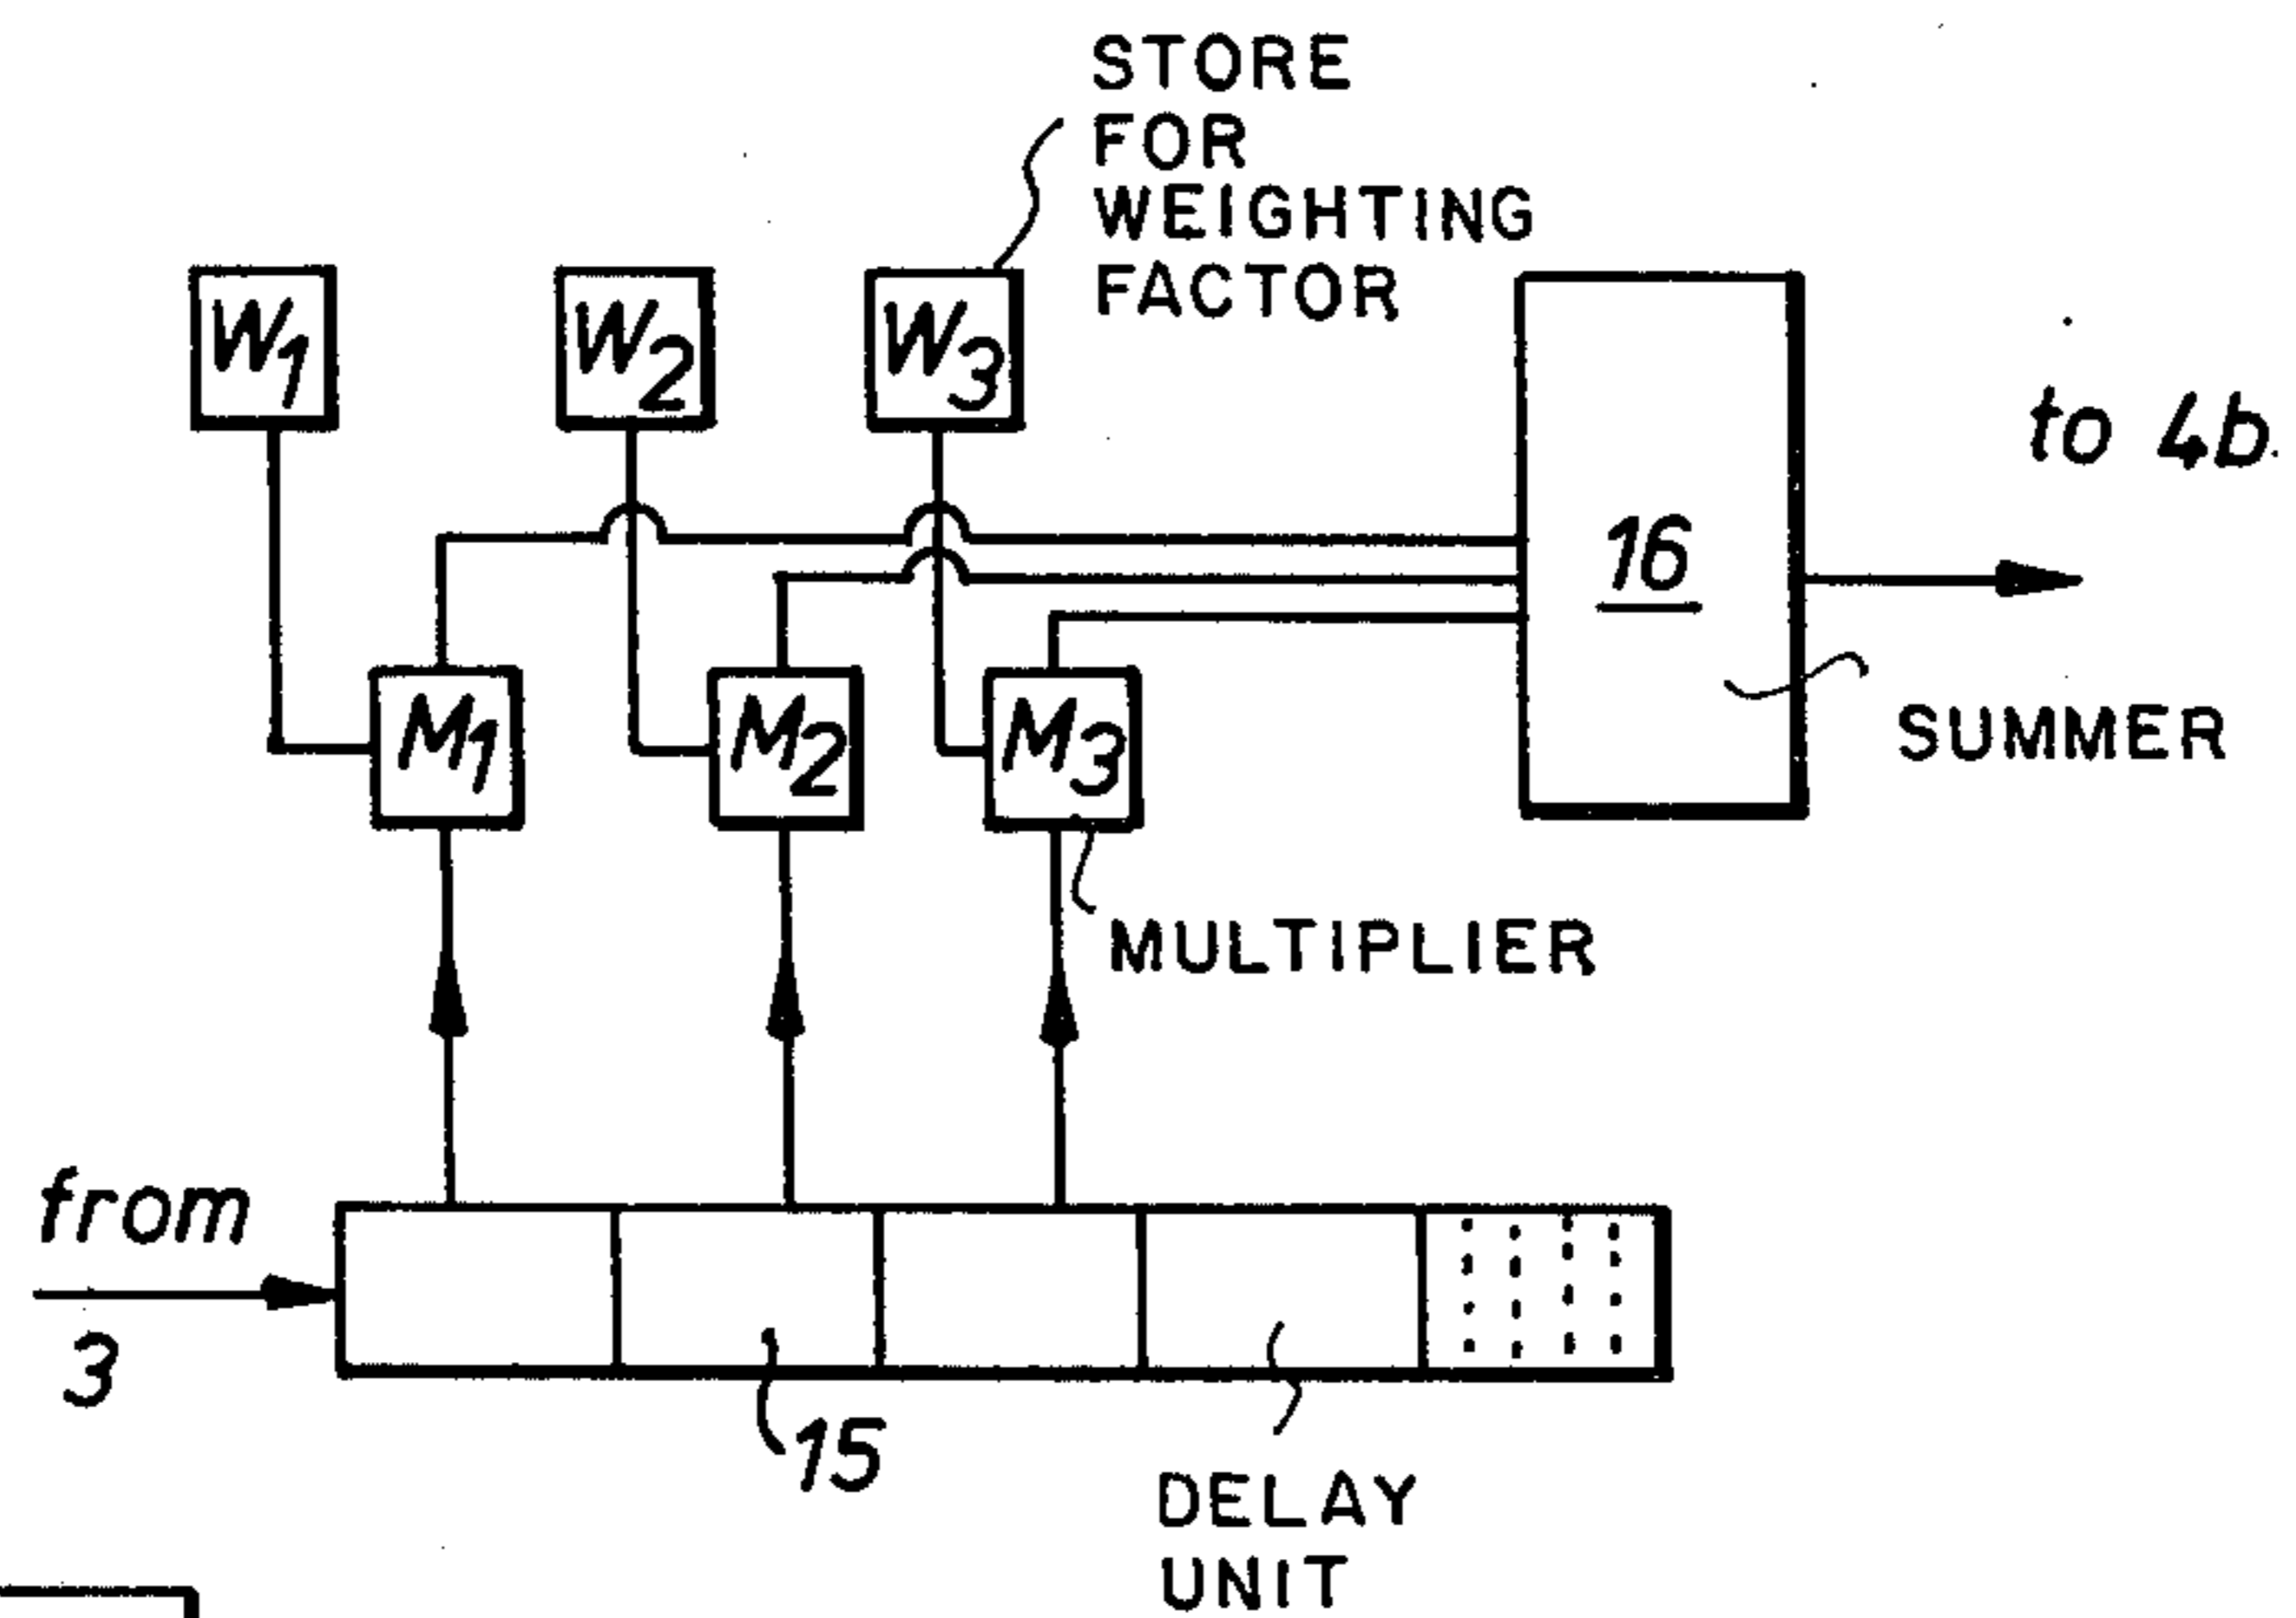 STORE
FOR
WEIGHTING
FACTOR
W1
W2
W3
to 4b.
16
M1
M2
M3
SUMMER
MULTIPLIER
from
3
15
DELAY
UNIT